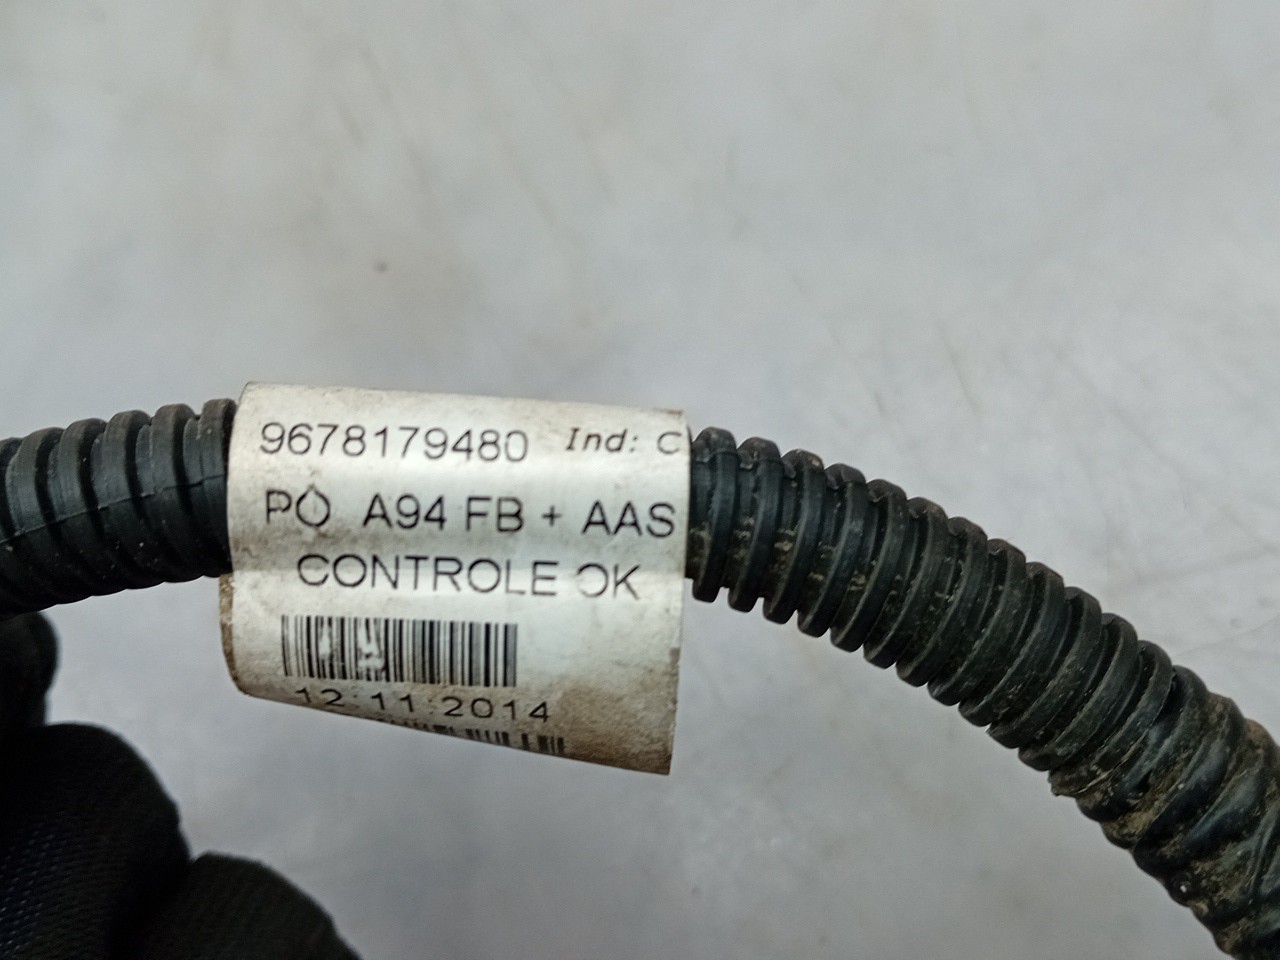 9678179480 Ind: C
PO A94 FB + AAS
CONTROLE OK
12:11:2014